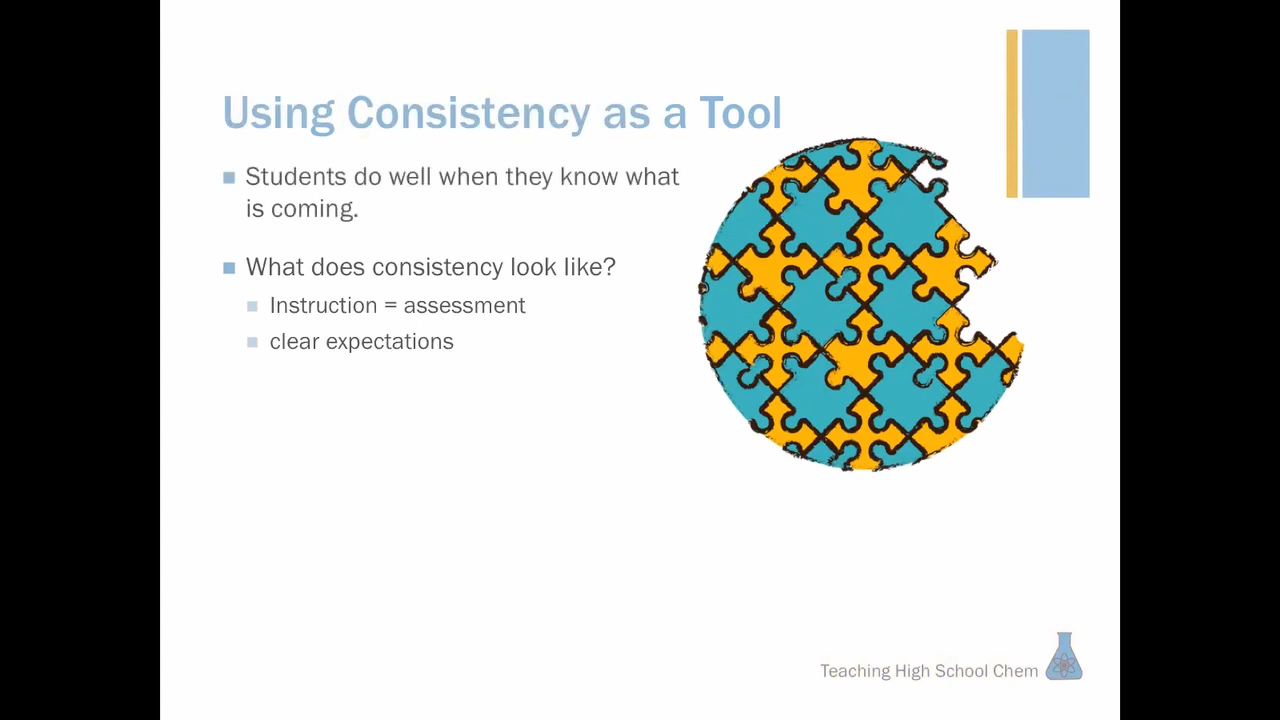 Using Consistency as a Tool
Students do well when they know what
is coming.
What does consistency look like?
Instruction = assessment
clear expectations
Teaching High School Chem